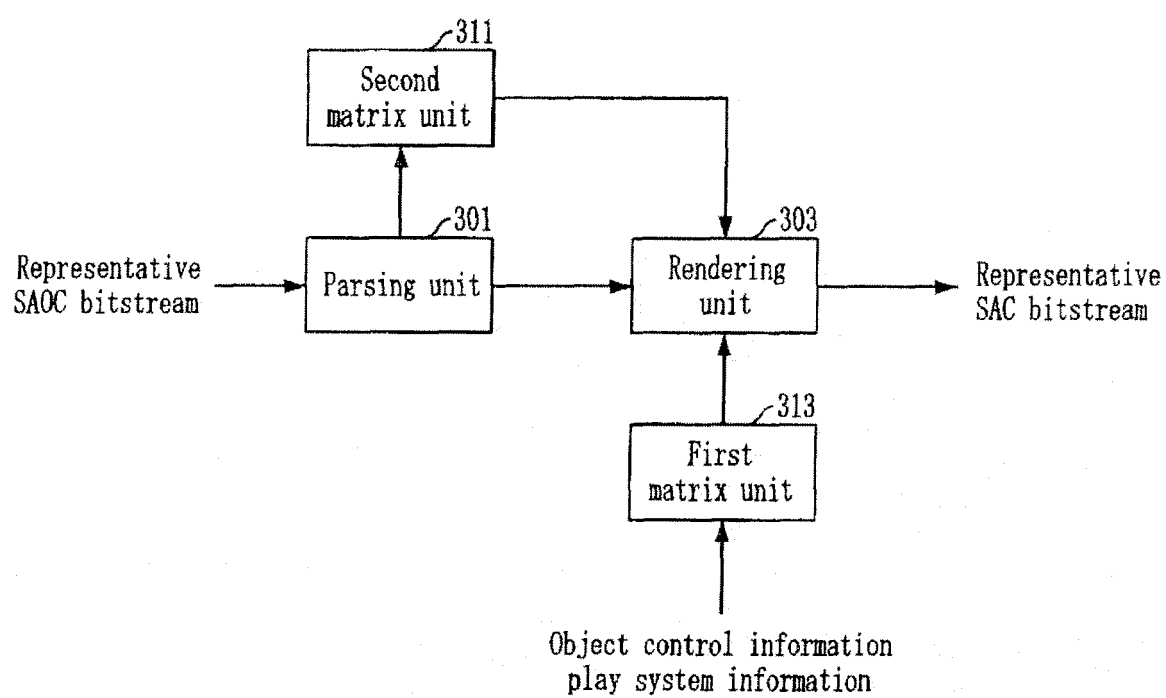 311
Second
matrix unit
301
303
Representative
SAOC bitstream
Parsing unit
Rendering
unit
Representative
SAC bitstream
313
First
matrix unit
Object control information
play system information